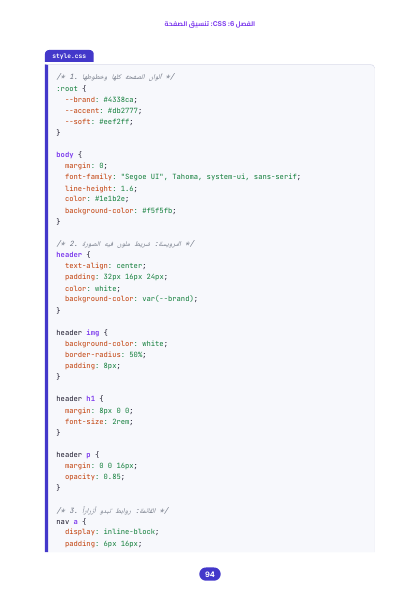 الفصل 6: CSS: تنسيق الصفحة
style.css
/* 1. ألوان الصفحة كلها وخطوطها */
:root {
--brand: #4338ca;
--accent: #db2777;
--soft: #eef2ff;
}
body {
margin: 0;
font-family: "Segoe UI", Tahoma, system-ui, sans-serif;
line-height: 1.6;
color: #1e1b2e;
background-color: #f5f5fb;
}
/* 2. الترويسة: شريط ملون فيه الصورة */
header {
text-align: center;
padding: 32px 16px 24px;
color: white;
background-color: var(--brand);
}
header img {
background-color: white;
border-radius: 50%;
padding: 8px;
}
header h1 {
margin: 8px 0 0;
font-size: 2rem;
}
header p {
margin: 0 0 16px;
opacity: 0.85;
}
/* 3. القائمة: روابط تبدو أزراراً */
nav a {
display: inline-block;
padding: 6px 16px;
94